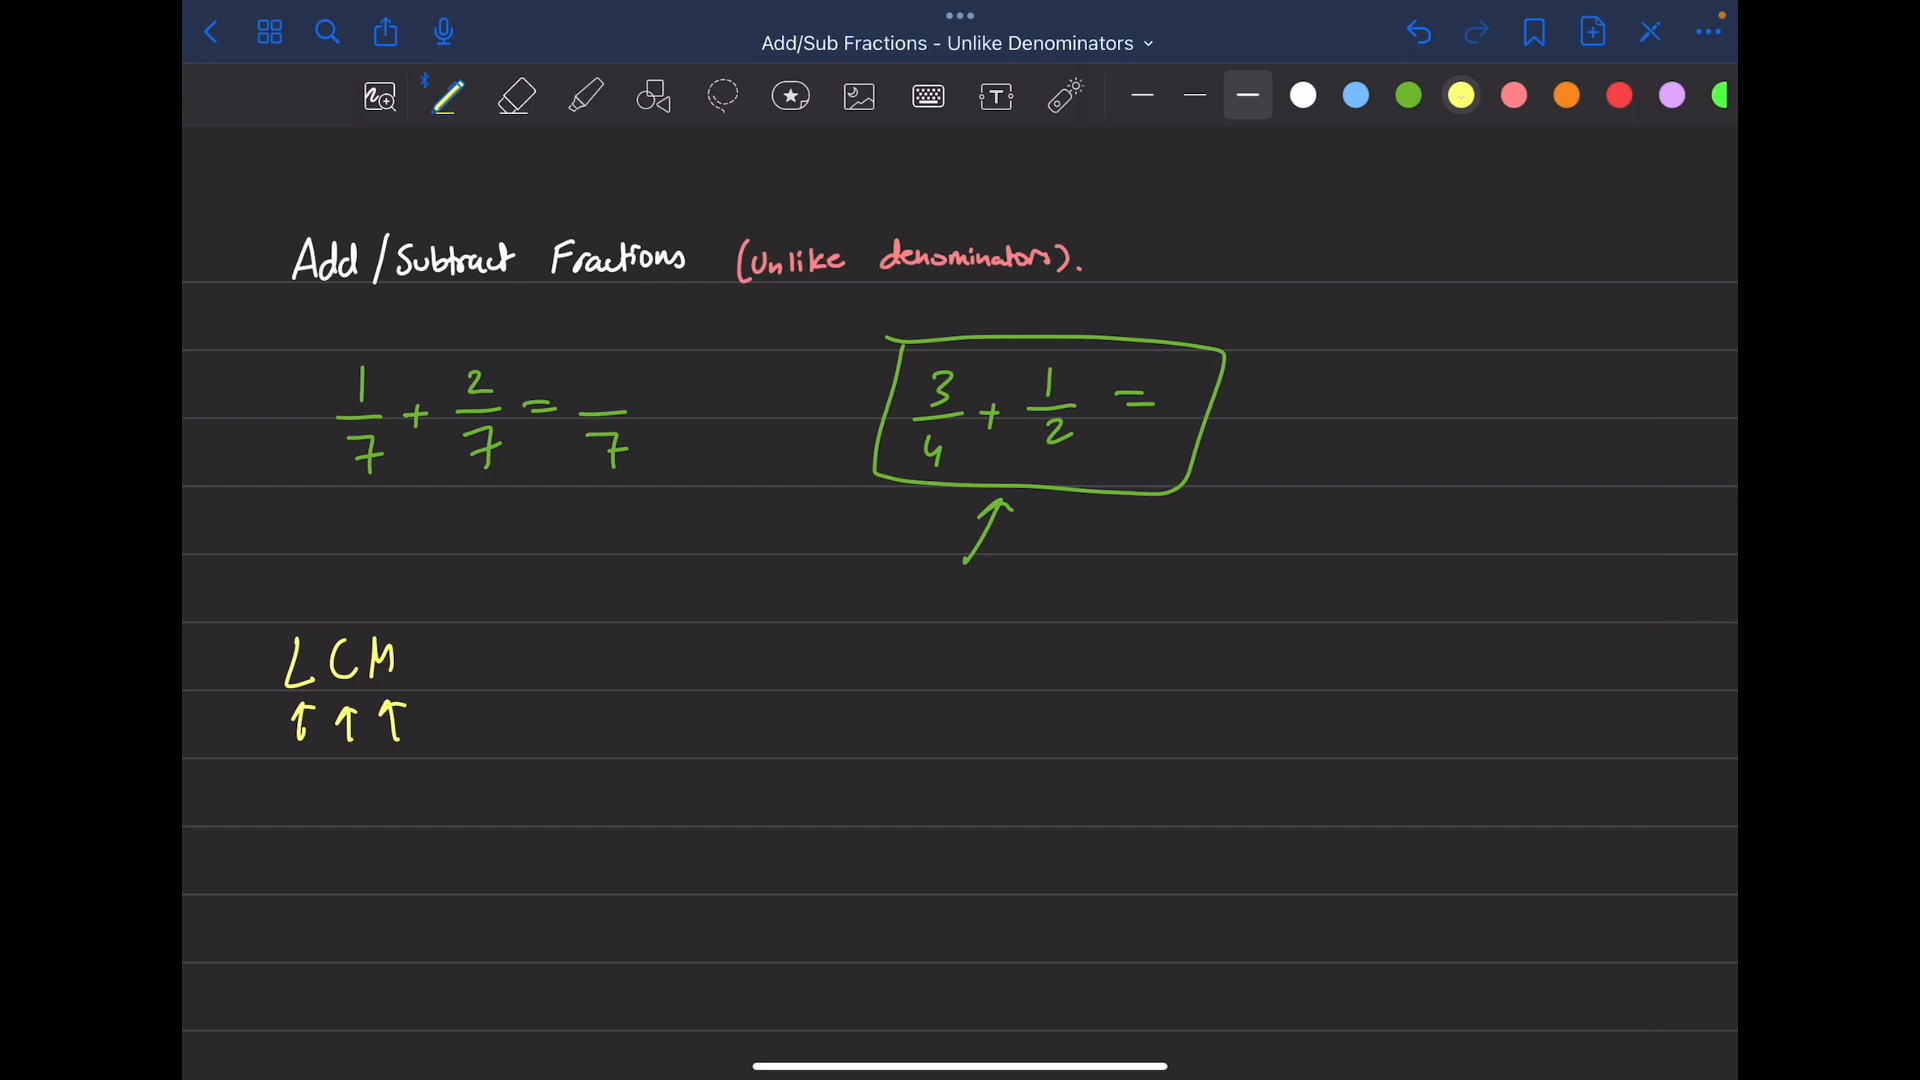 Add/Sub Fractions - Unlike Denominators
T
Add/Subtract Fractions (Unlike denominators).
1/7 + 2/7 = /7
3/4 + 1/2 =
LCM